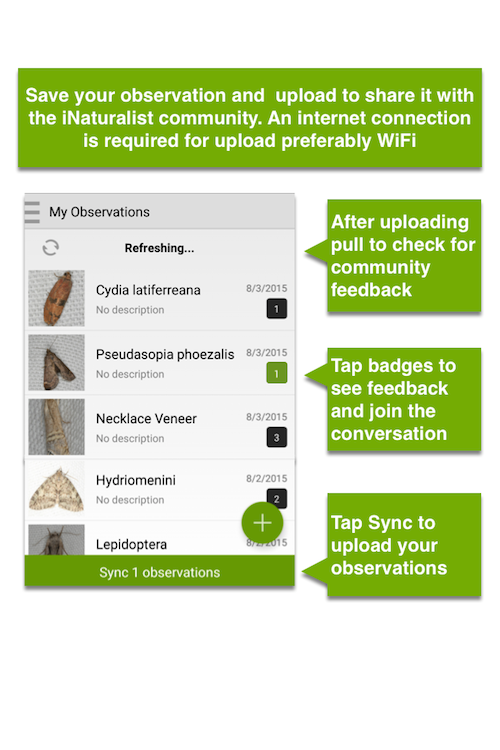 Save your observation and  upload to share it with
the iNaturalist community. An internet connection
is required for upload preferably WiFi
My Observations
Refreshing...
Cydia latiferreana
8/3/2015
No description
1
Pseudasopia phoezalis
8/3/2015
No description
1
Necklace Veneer
8/3/2015
No description
3
Hydriomenini
8/2/2015
No description
2
Lepidoptera
8/2/2015
Sync 1 observations
After uploading
pull to check for
community
feedback
Tap badges to
see feedback
and join the
conversation
Tap Sync to
upload your
observations